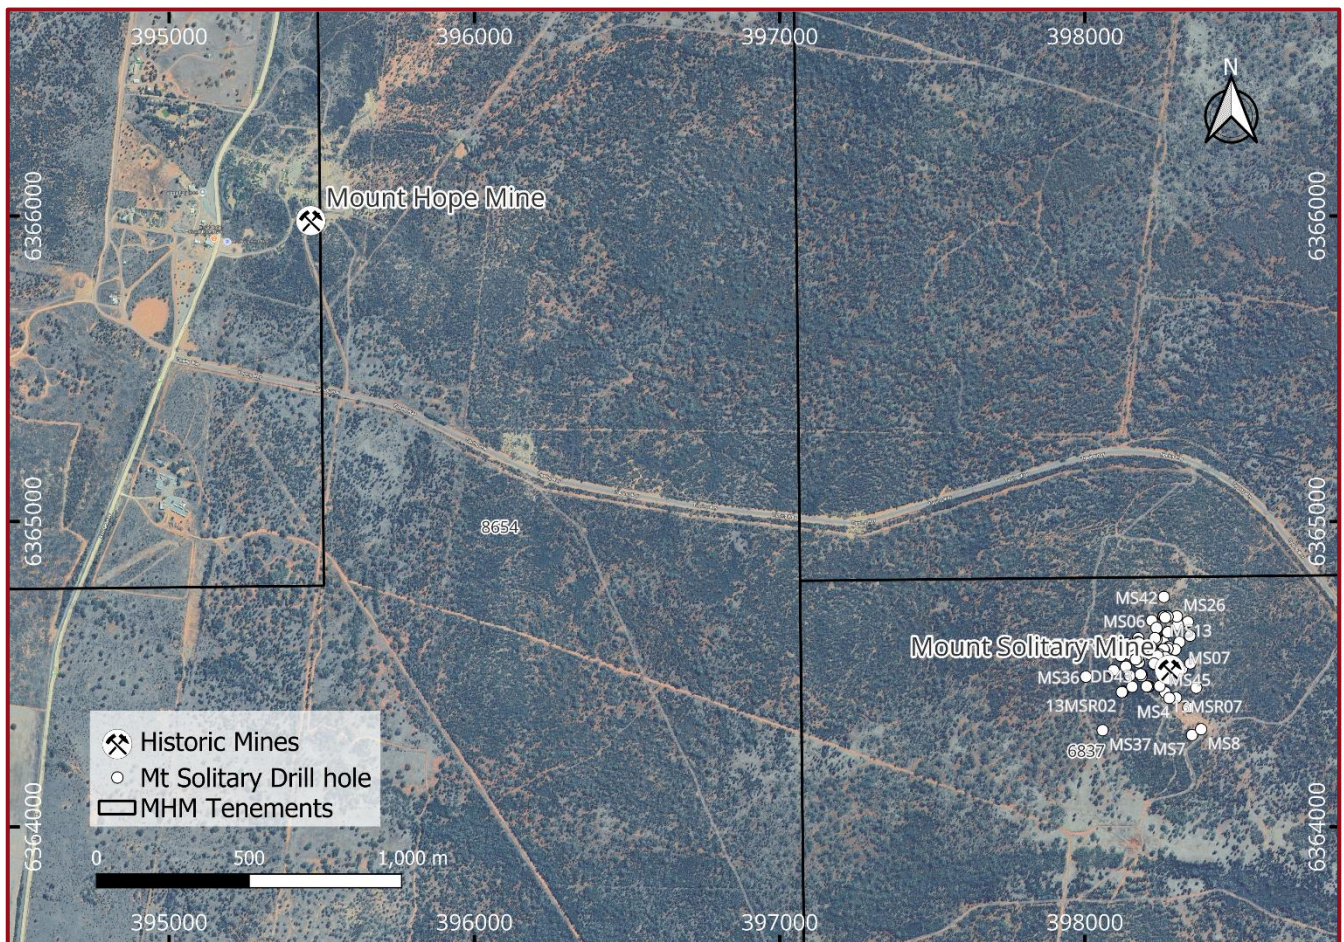 395000
396000
397000
398000
N
6366000
6366000
Mount Hope Mine
6365000
6365000
8654
MS42
MS26
MS06
MS13
Mount Solitary Mine
MS07
MS36
DD43
MS45
13MSR02
MS4
MSR07
MS37
MS7
MS8
6837
Historic Mines
Mt Solitary Drill hole
MHM Tenements
6364000
6364000
0
500
1,000 m
395000
396000
397000
398000